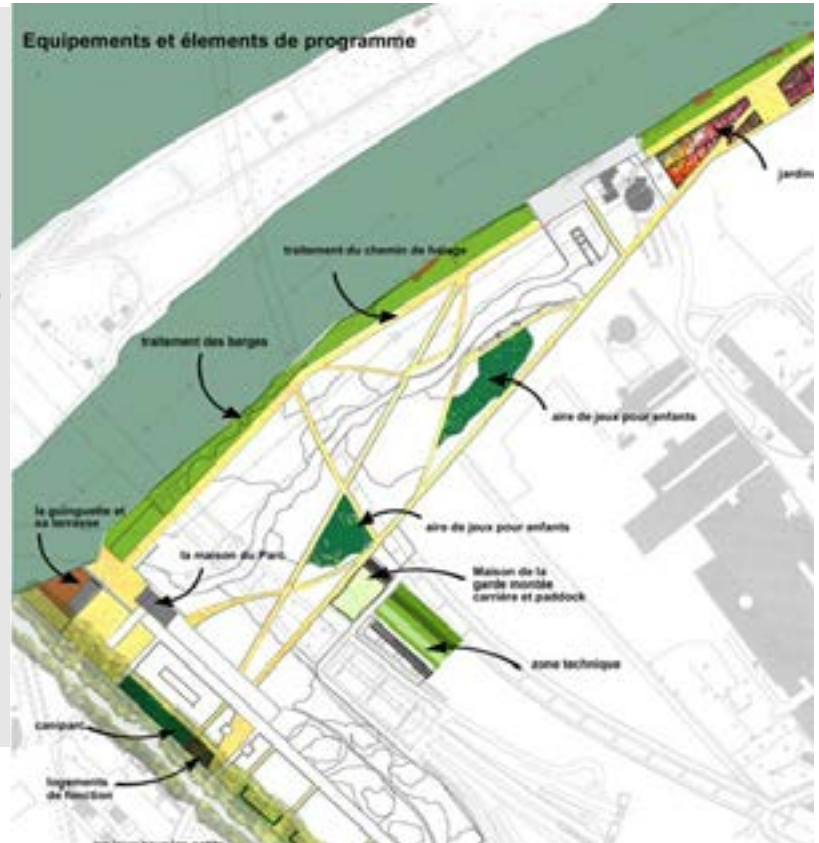 Equipements et élements de programme
jardins
traitement du chemin de halage
traitement des berges
aire de jeux pour enfants
la guinguette et
sa terrasse
la maison du Parc
aire de jeux pour enfants
Maison de la
garde montée
carrière et paddock
zone technique
caniparc
logements
de fonction